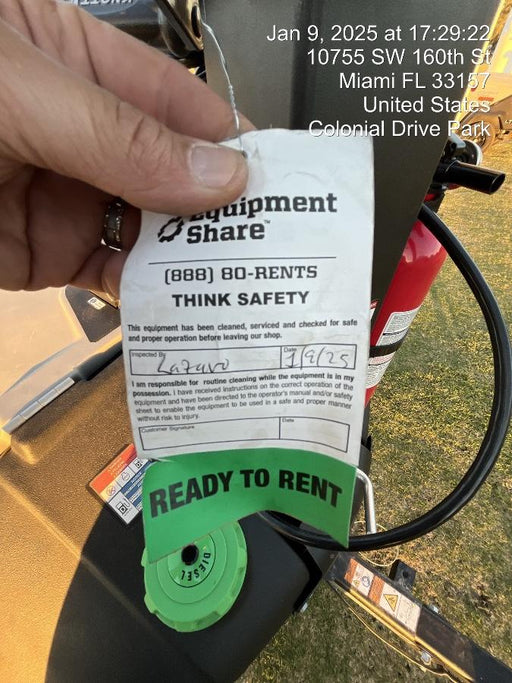 Jan 9, 2025 at 17:29:22
10755 SW 160th St
Miami FL 33157
United States
Colonial Drive Park
Equipment
Share™
(888) 80-RENTS
THINK SAFETY
This equipment has been cleaned, serviced and checked for safe
and proper operation before leaving our shop.
Inspected By
Date
Lazaro
1/9/25
I am responsible for routine cleaning while the equipment is in my
possession. I have received instructions on the correct operation of the
equipment and have been directed to the operator's manual and/or safety
sheet to enable the equipment to be used in a safe and proper manner
without risk to injury.
Customer Signature
Date
READY TO RENT
DIESEL